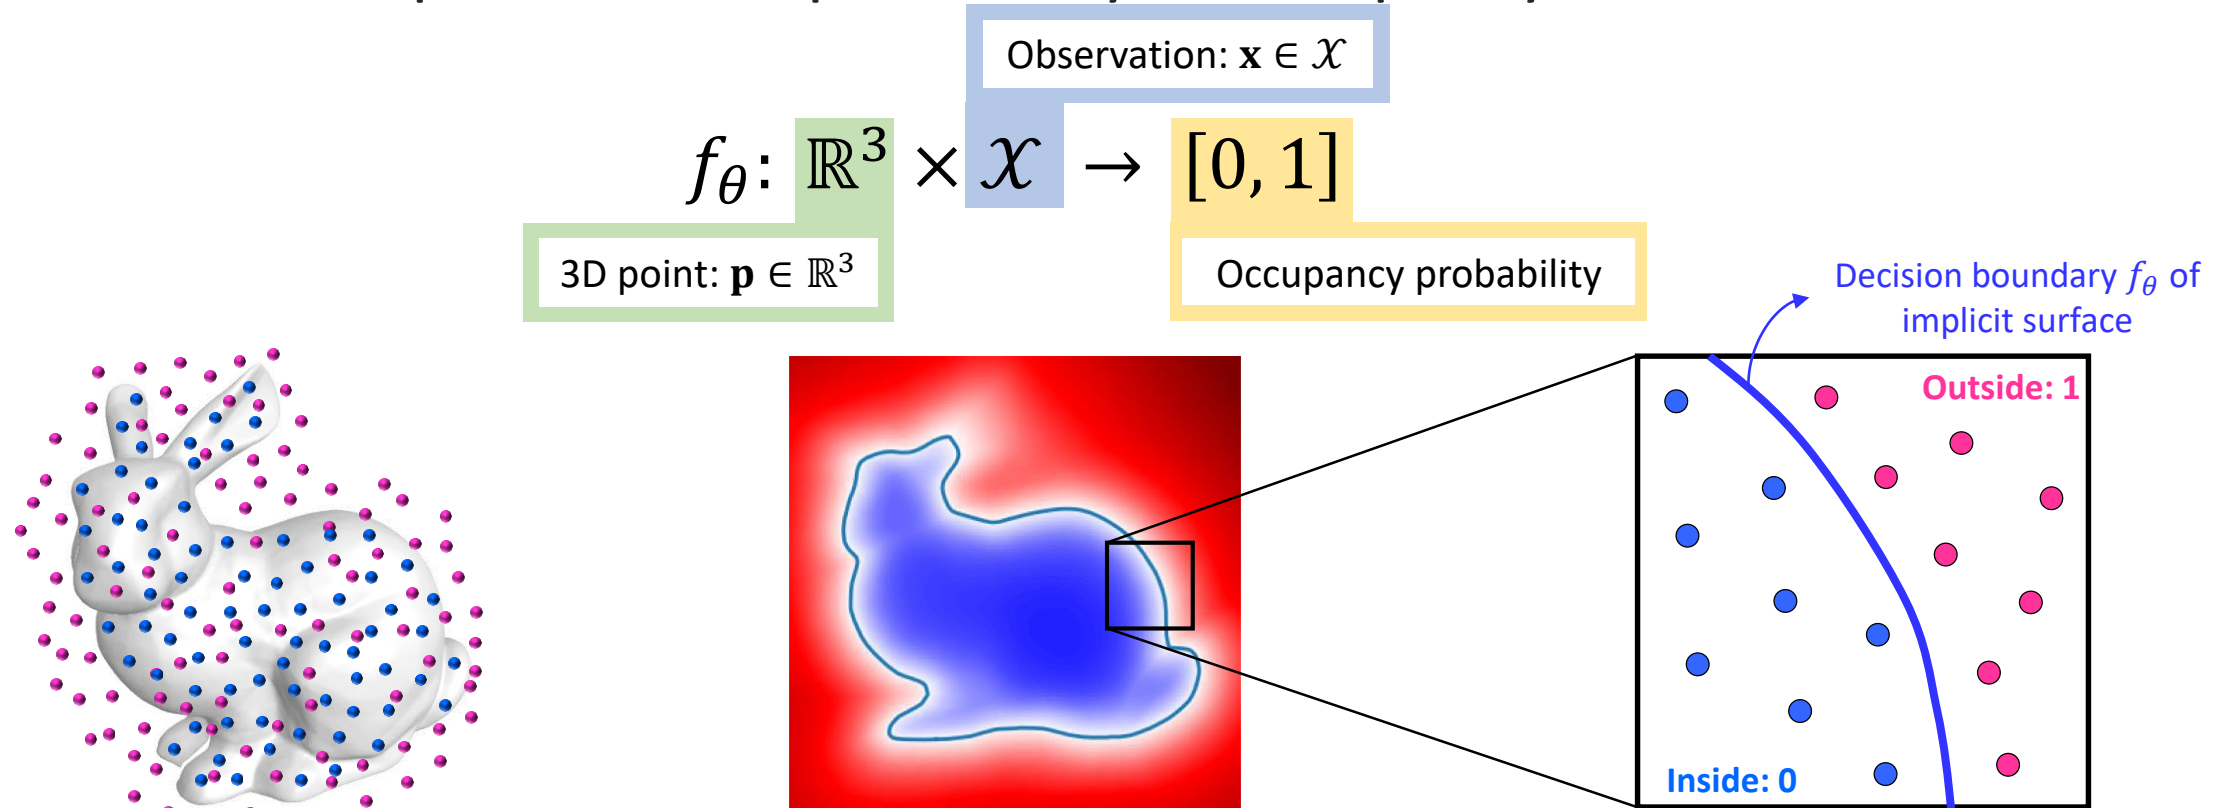 Observation: 𝐱 ∈ 𝒳
f_θ: ℝ³ × 𝒳 → [0, 1]
3D point: 𝐩 ∈ ℝ³
Occupancy probability
Decision boundary f_θ of
implicit surface
Outside: 1
Inside: 0